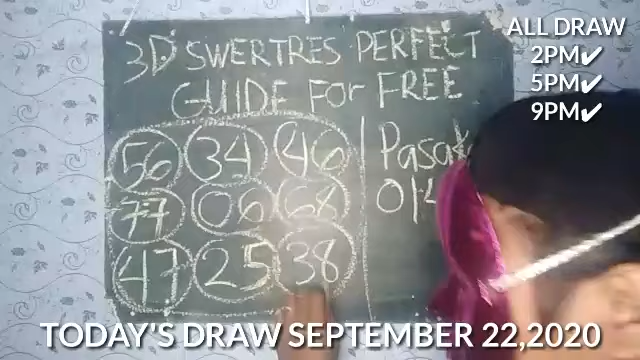 ALL DRAW
2PM✔
5PM✔
9PM✔
3D SWERTRES PERFECT
GUIDE FOR FREE
56 34 46
77 06 68
47 25 38
014
TODAY'S DRAW SEPTEMBER 22,2020